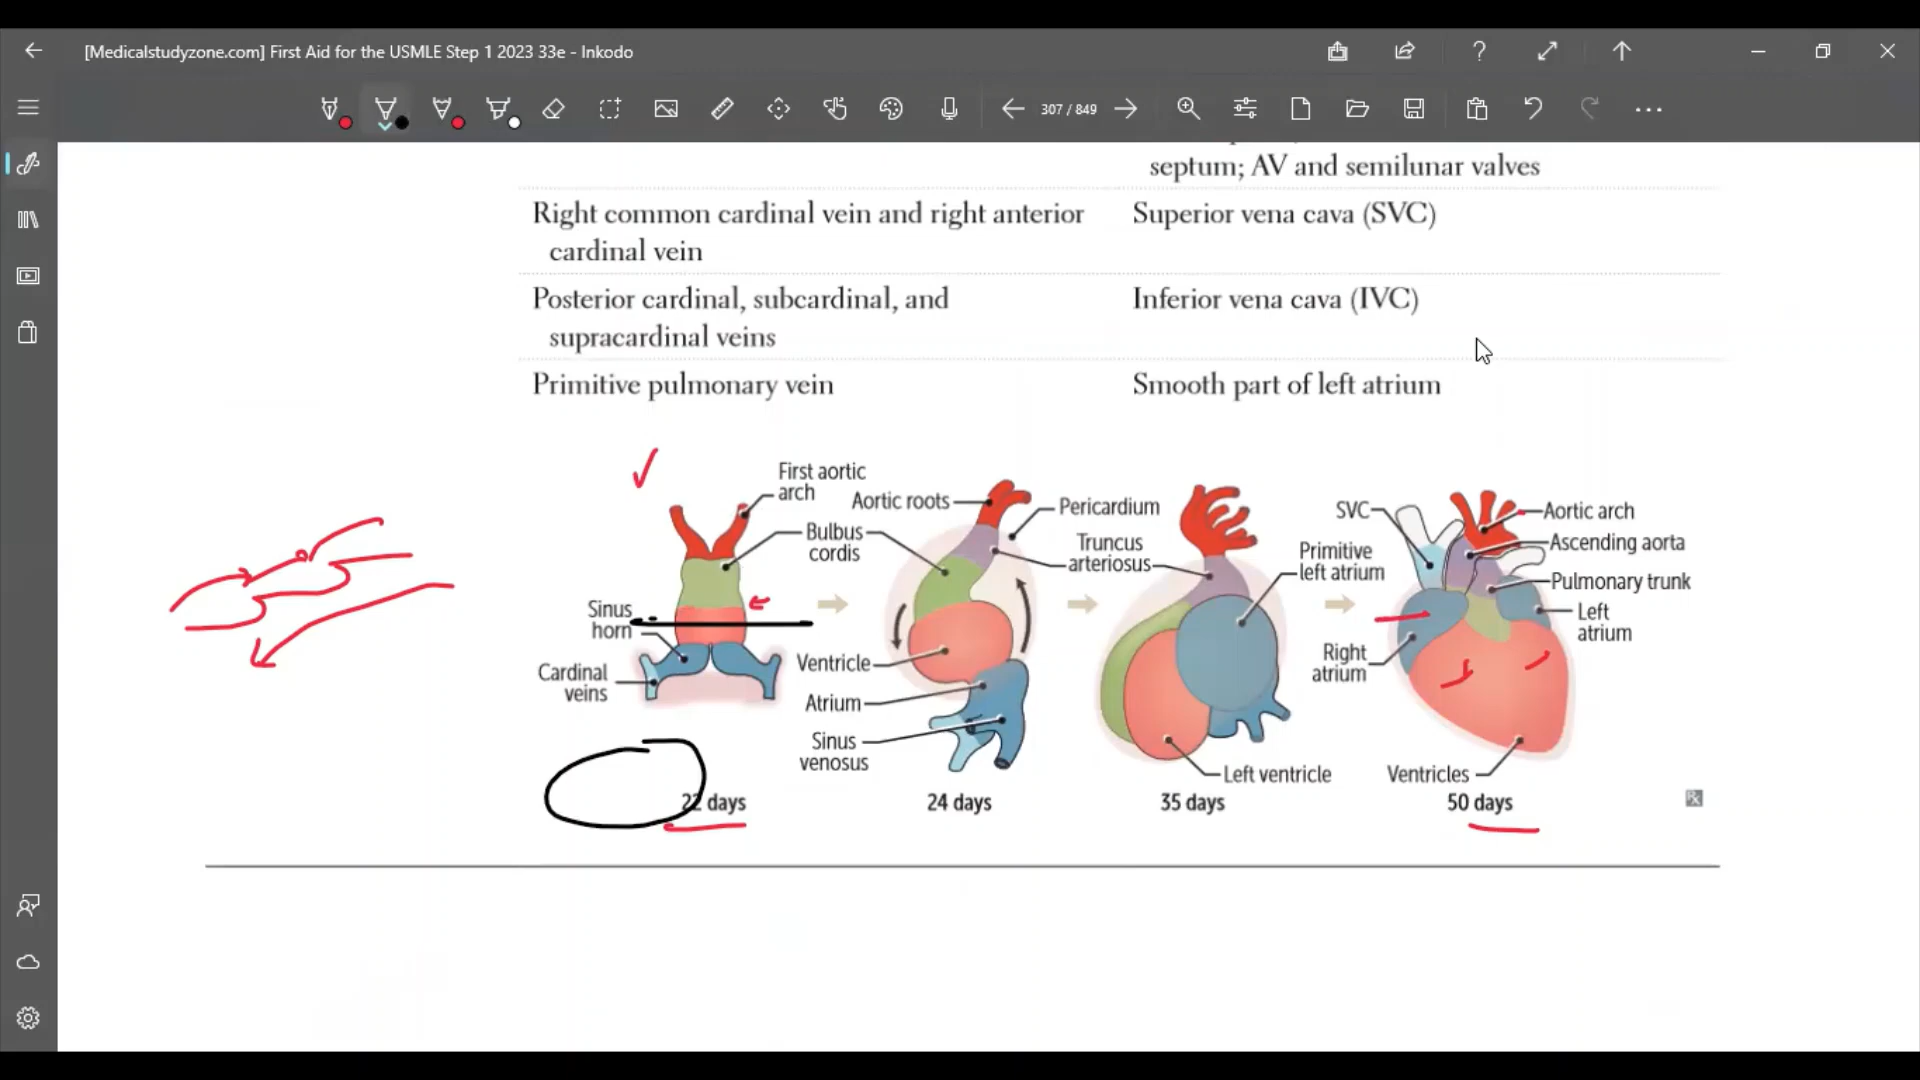 [Medicalstudyzone.com] First Aid for the USMLE Step 1 2023 33e - Inkodo
307 / 849
septum; AV and semilunar valves
Right common cardinal vein and right anterior
cardinal vein
Superior vena cava (SVC)
Posterior cardinal, subcardinal, and
supracardinal veins
Inferior vena cava (IVC)
Primitive pulmonary vein
Smooth part of left atrium
First aortic
arch
Bulbus
cordis
Sinus
horn
Cardinal
veins
22 days
Aortic roots
Pericardium
Truncus
arteriosus
Ventricle
Atrium
Sinus
venosus
24 days
Primitive
left atrium
Left ventricle
35 days
SVC
Aortic arch
Ascending aorta
Pulmonary trunk
Left
atrium
Right
atrium
Ventricles
50 days
Rx